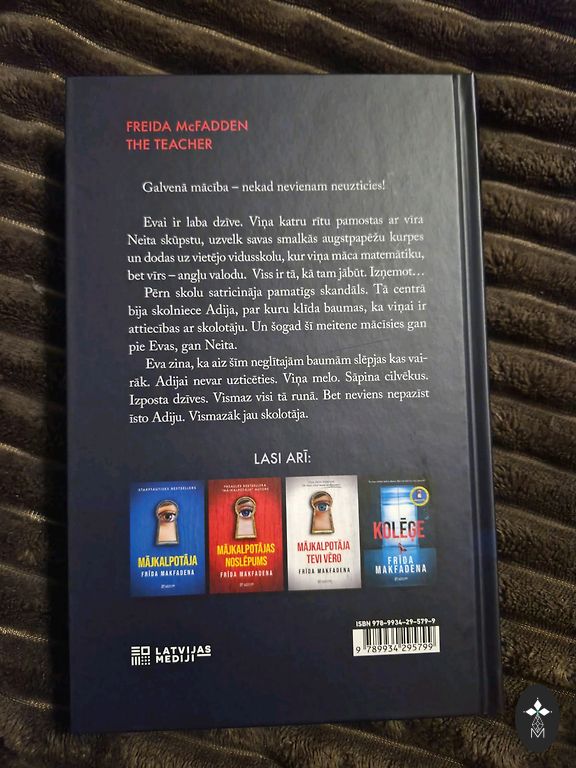 FREIDA McFADDEN
THE TEACHER
Galvenā mācība – nekad nevienam neuzticies!
Evai ir laba dzīve. Viņa katru rītu pamostas ar vīra
Neita skūpstu, uzvelk savas smalkās augstpapēžu kurpes
un dodas uz vietējo vidusskolu, kur viņa māca matemātiku,
bet vīrs – angļu valodu. Viss ir tā, kā tam jābūt. Izņemot…
Pērn skolu satricināja pamatīgs skandāls. Tā centrā
bija skolniece Adija, par kuru klīda baumas, ka viņai ir
attiecības ar skolotāju. Un šogad šī meitene mācīsies gan
pie Evas, gan Neita.
Eva zina, ka aiz šīm neglītajām baumām slēpjas kas vai-
rāk. Adijai nevar uzticēties. Viņa melo. Sāpina cilvēkus.
Izposta dzīves. Vismaz visi tā runā. Bet neviens nepazīst
īsto Adiju. Vismazāk jau skolotāja.
LASI ARĪ:
STARPTAUTISKS BESTSELLERS
MĀJKALPOTĀJA
FRĪDA MAKFADENA
PASAULES BESTSELLERA
"MĀJKALPOTĀJA" AUTORE
MĀJKALPOTĀJAS
NOSLĒPUMS
FRĪDA MAKFADENA
MĀJKALPOTĀJA
TEVI VĒRO
FRĪDA MAKFADENA
KOLĒĢE
FRĪDA
MAKFADENA
LATVIJAS
MEDIJI
ISBN 978-9934-29-579-9
9 789934 295799
M